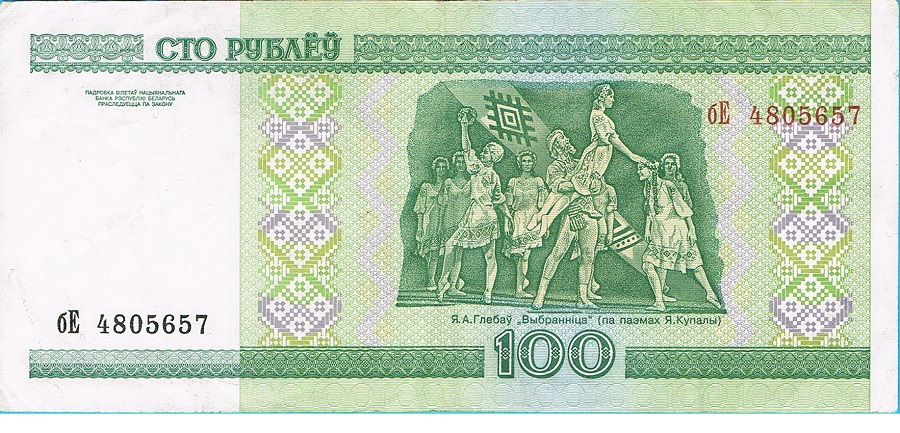 СТО РУБЛЁЎ
ПАДРОБКА БІЛЕТАЎ НАЦЫЯНАЛЬНАГА
БАНКА РЭСПУБЛІКІ БЕЛАРУСЬ
ПРАСЛЕДУЕЦЦА ПА ЗАКОНУ
бЕ 4805657
бЕ 4805657
Я.А.Глебаў „Выбранніца“ (па паэмах Я.Купалы)
100